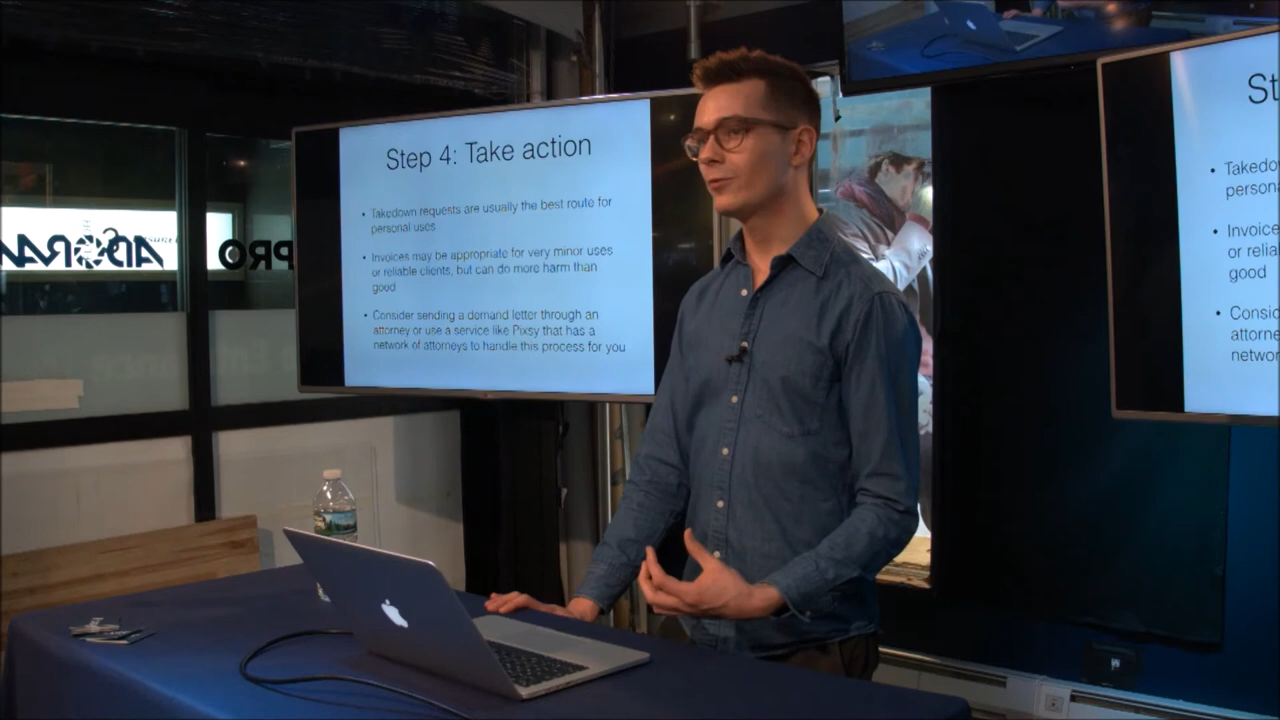 Step 4: Take action
• Takedown requests are usually the best route for
personal uses
• Invoices may be appropriate for very minor uses
or reliable clients, but can do more harm than
good
• Consider sending a demand letter through an
attorney or use a service like Pixsy that has a
network of attorneys to handle this process for you
ADORAMA
PRO
St
• Takedo
person
• Invoice
or relia
good
• Consid
attorne
networ